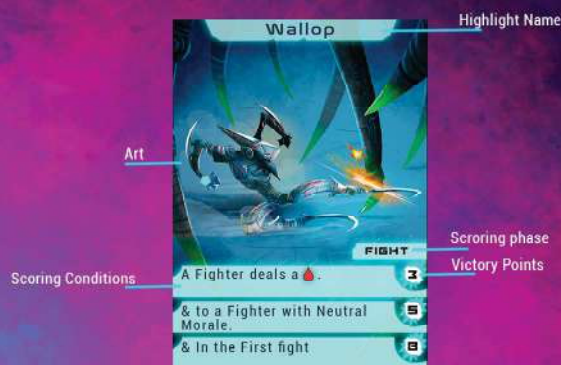 Wallop
Highlight Name
Art
FIGHT
Scroring phase
Scoring Conditions
A Fighter deals a .
3
Victory Points
& to a Fighter with Neutral
Morale.
5
& In the First fight
8